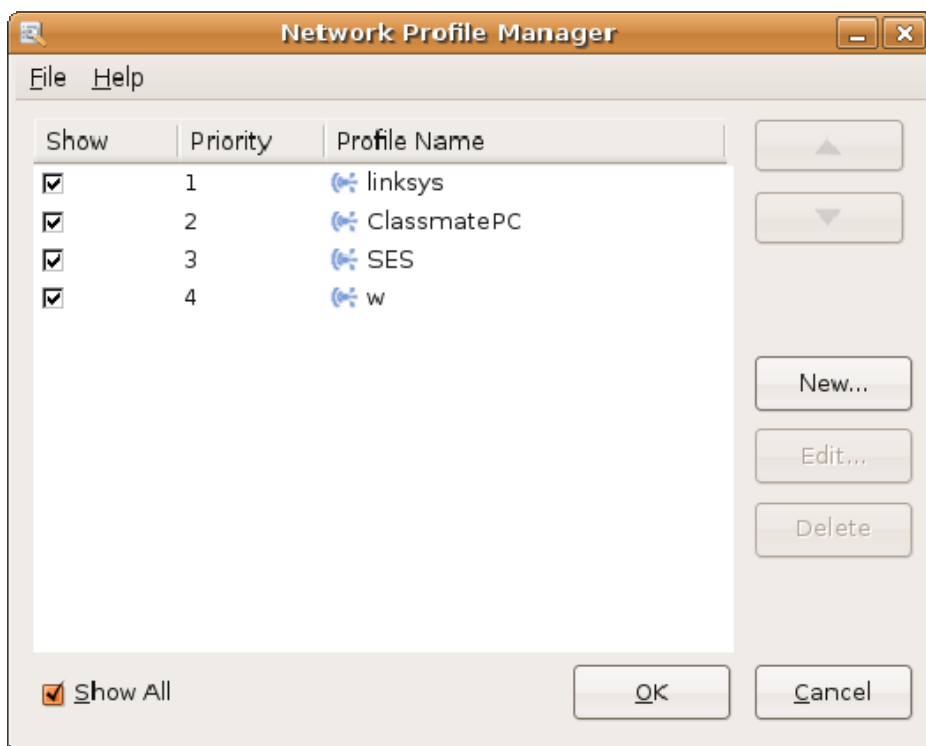 Network Profile Manager
File Help
Show Priority Profile Name
1 linksys
2 ClassmatePC
3 SES
4 w
New...
Edit...
Delete
Show All OK Cancel